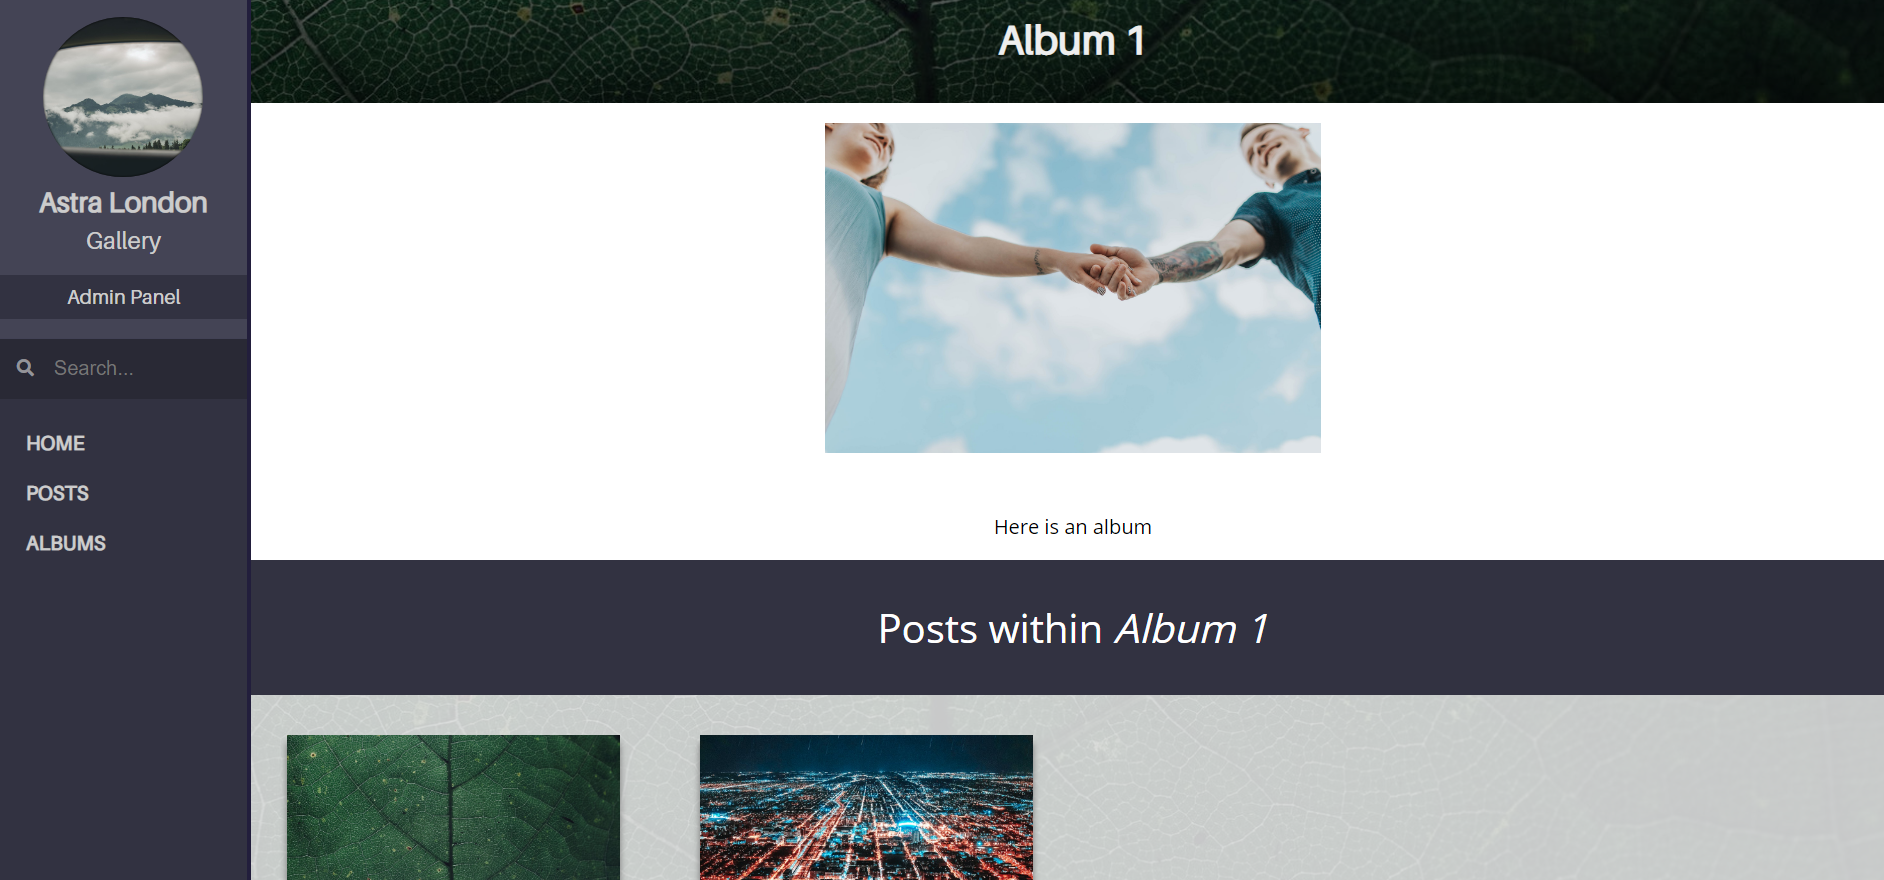 Astra London
Gallery
Admin Panel
Search...
HOME
POSTS
ALBUMS
Album 1
Here is an album
Posts within Album 1